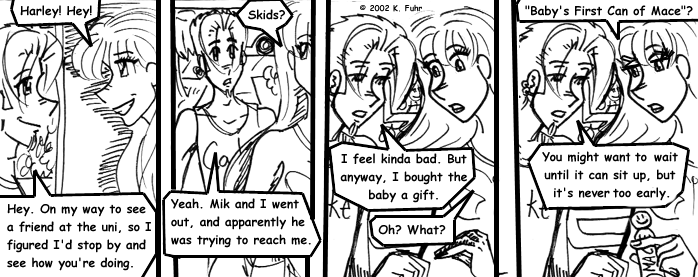 Harley! Hey!
Hey. On my way to see
a friend at the uni, so I
figured I'd stop by and
see how you're doing.
Skids?
Yeah. Mik and I went
out, and apparently he
was trying to reach me.
© 2002 K. Fuhr
I feel kinda bad. But
anyway, I bought the
baby a gift.
Oh? What?
"Baby's First Can of Mace"?
You might want to wait
until it can sit up, but
it's never too early.
MACE